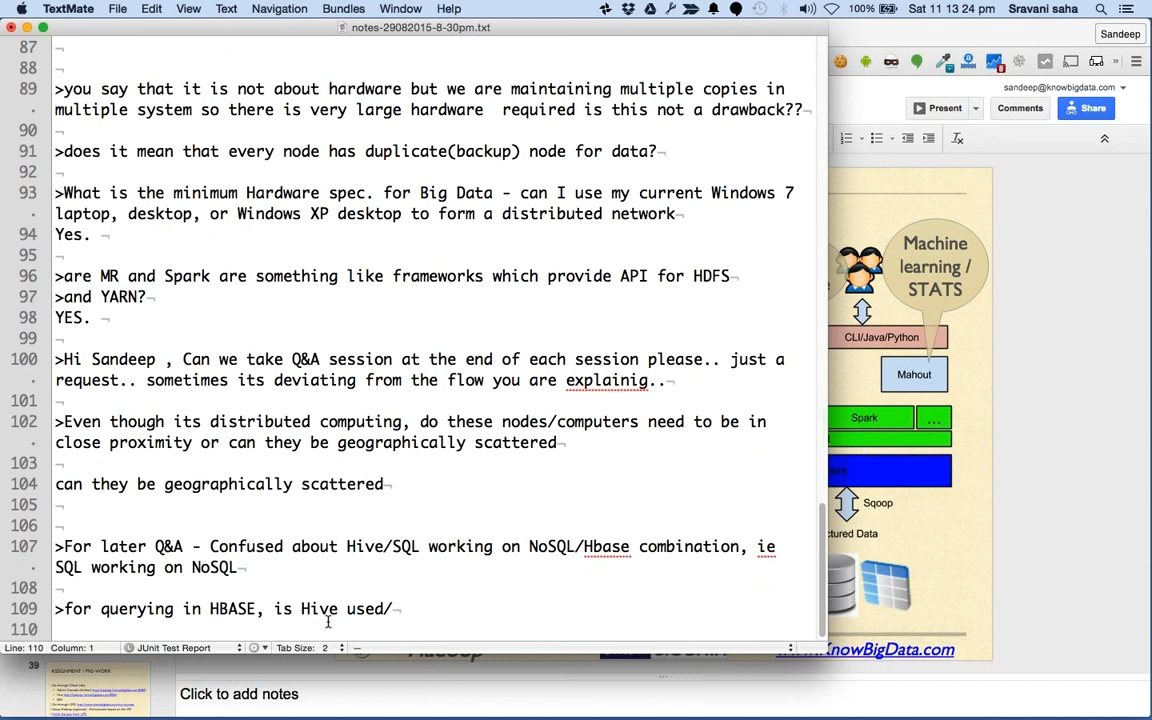 TextMate File Edit View Text Navigation Bundles Window Help 100% Sat 11 13 24 pm Sravani saha
notes-29082015-8-30pm.txt
Sandeep
sandeep@knowbigdata.com
Present Comments Share
87
88
89 >you say that it is not about hardware but we are maintaining multiple copies in
multiple system so there is very large hardware  required is this not a drawback??
90
91 >does it mean that every node has duplicate(backup) node for data?
92
93 >What is the minimum Hardware spec. for Big Data - can I use my current Windows 7
laptop, desktop, or Windows XP desktop to form a distributed network
94 Yes.
95
96 >are MR and Spark are something like frameworks which provide API for HDFS
97 >and YARN?
98 YES.
99
100 >Hi Sandeep , Can we take Q&A session at the end of each session please.. just a
request.. sometimes its deviating from the flow you are explainig..
101
102 >Even though its distributed computing, do these nodes/computers need to be in
close proximity or can they be geographically scattered
103
104 can they be geographically scattered
105
106
107 >For later Q&A - Confused about Hive/SQL working on NoSQL/Hbase combination, ie
SQL working on NoSQL
108
109 >for querying in HBASE, is Hive used/
110
Line: 110 Column: 1 JUnit Test Report Tab Size: 2
Machine
learning /
STATS
CLI/Java/Python
Mahout
Spark ...
Sqoop
ctured Data
KnowBigData.com
39
ASSIGNMENT / PRE-WORK
Click to add notes